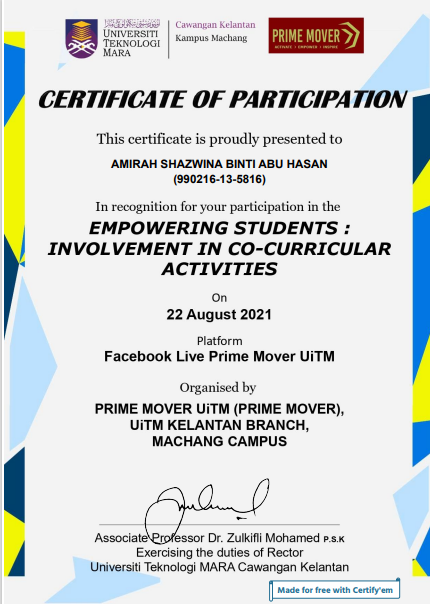 UNIVERSITI
TEKNOLOGI
MARA
Cawangan Kelantan
Kampus Machang
PRIME MOVER
ACTIVATE | EMPOWER | INSPIRE
CERTIFICATE OF PARTICIPATION
This certificate is proudly presented to
AMIRAH SHAZWINA BINTI ABU HASAN
(990216-13-5816)
In recognition for your participation in the
EMPOWERING STUDENTS :
INVOLVEMENT IN CO-CURRICULAR
ACTIVITIES
On
22 August 2021
Platform
Facebook Live Prime Mover UiTM
Organised by
PRIME MOVER UiTM (PRIME MOVER),
UiTM KELANTAN BRANCH,
MACHANG CAMPUS
Associate Professor Dr. Zulkifli Mohamed P.S.K
Exercising the duties of Rector
Universiti Teknologi MARA Cawangan Kelantan
Made for free with Certify'em